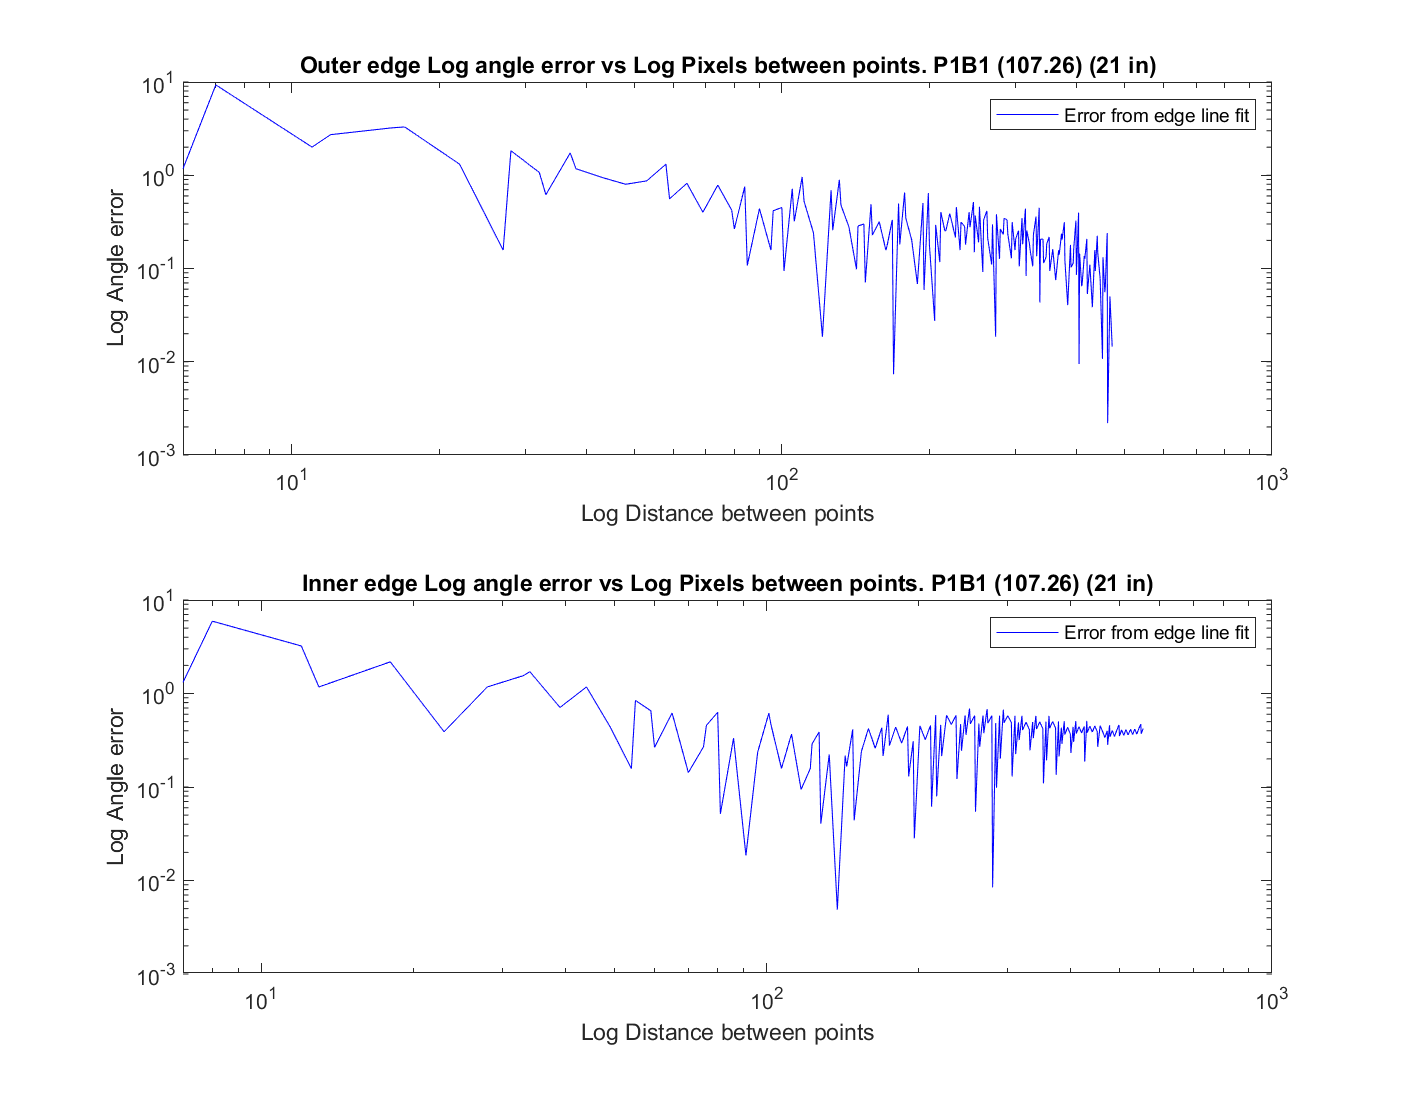 Outer edge Log angle error vs Log Pixels between points. P1B1 (107.26) (21 in)
Error from edge line fit
Log Angle error
10^1
10^0
10^-1
10^-2
10^-3
10^1 10^2 10^3
Log Distance between points
Inner edge Log angle error vs Log Pixels between points. P1B1 (107.26) (21 in)
Error from edge line fit
Log Angle error
10^1
10^0
10^-1
10^-2
10^-3
10^1 10^2 10^3
Log Distance between points